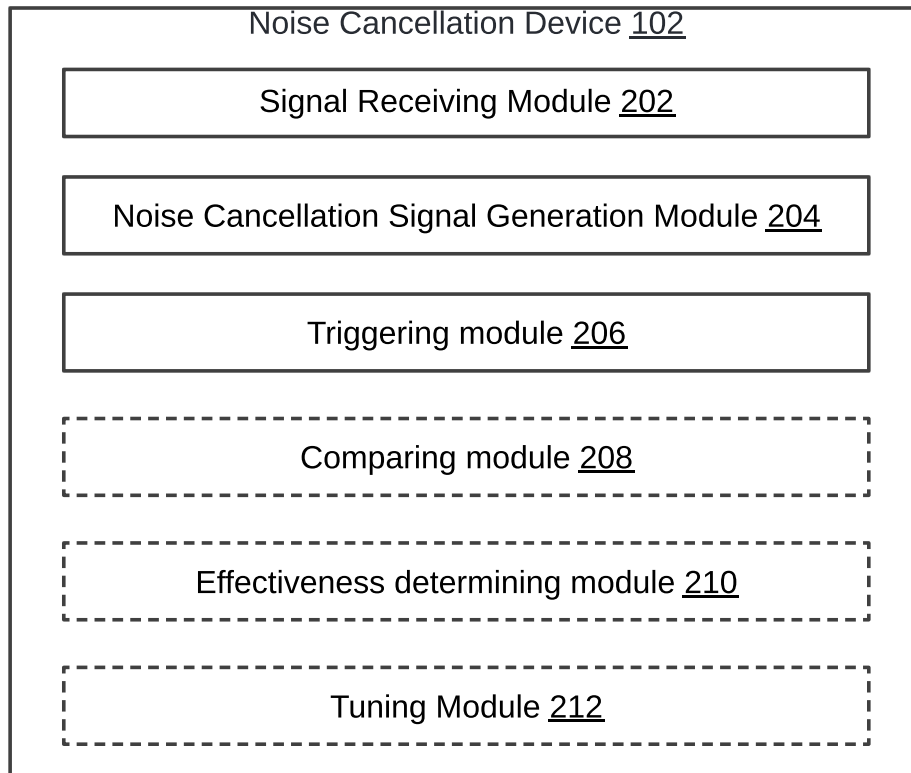 Noise Cancellation Device 102
Signal Receiving Module 202
Noise Cancellation Signal Generation Module 204
Triggering module 206
Comparing module 208
Effectiveness determining module 210
Tuning Module 212